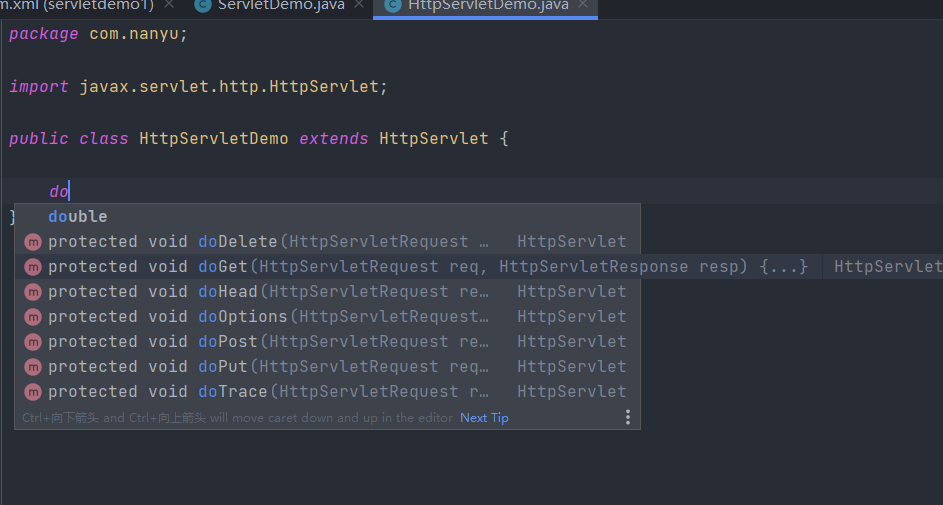 m.xml (servletdemo1) × ServletDemo.java × HttpServletDemo.java ×
package com.nanyu;
import javax.servlet.http.HttpServlet;
public class HttpServletDemo extends HttpServlet {
do
} double
m protected void doDelete(HttpServletRequest … HttpServlet
m protected void doGet(HttpServletRequest req, HttpServletResponse resp) {...} HttpServlet
m protected void doHead(HttpServletRequest re… HttpServlet
m protected void doOptions(HttpServletRequest… HttpServlet
m protected void doPost(HttpServletRequest re… HttpServlet
m protected void doPut(HttpServletRequest req… HttpServlet
m protected void doTrace(HttpServletRequest r… HttpServlet
Ctrl+向下箭头 and Ctrl+向上箭头 will move caret down and up in the editor Next Tip